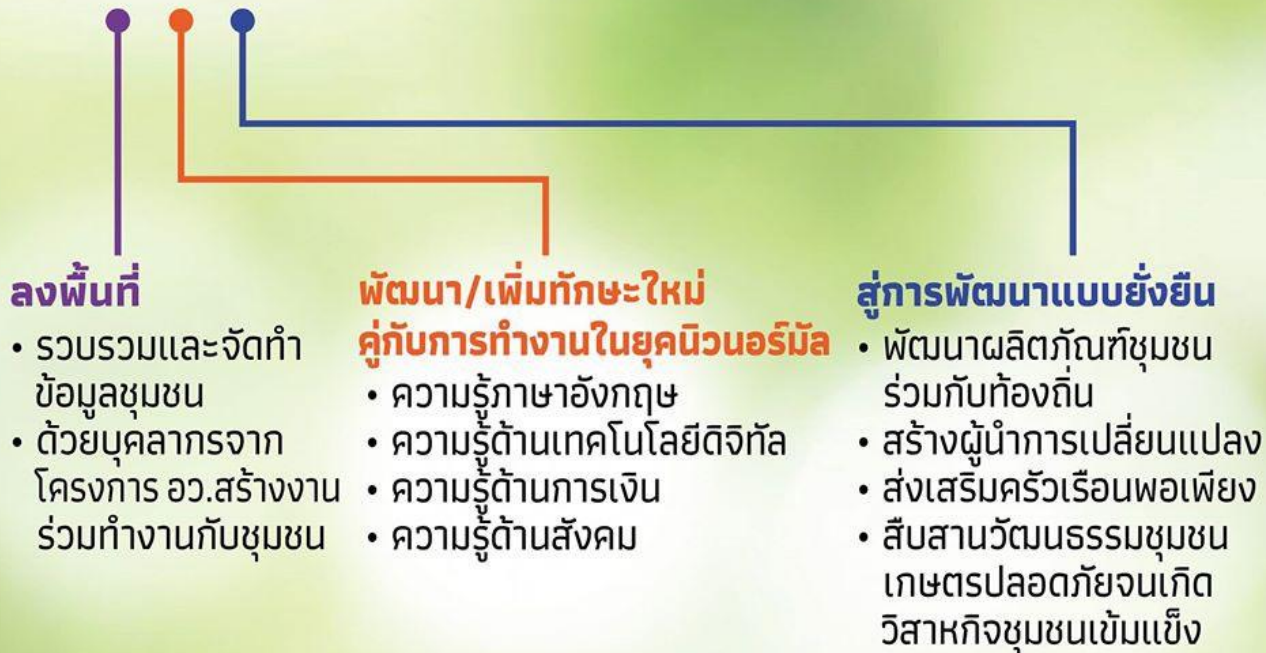 ลงพื้นที่
• รวบรวมและจัดทำ
ข้อมูลชุมชน
• ด้วยบุคลากรจาก
โครงการ อว.สร้างงาน
ร่วมทำงานกับชุมชน
พัฒนา/เพิ่มทักษะใหม่
คู่กับการทำงานในยุคนิวนอร์มัล
• ความรู้ภาษาอังกฤษ
• ความรู้ด้านเทคโนโลยีดิจิทัล
• ความรู้ด้านการเงิน
• ความรู้ด้านสังคม
สู่การพัฒนาแบบยั่งยืน
• พัฒนาผลิตภัณฑ์ชุมชน
ร่วมกับท้องถิ่น
• สร้างผู้นำการเปลี่ยนแปลง
• ส่งเสริมครัวเรือนพอเพียง
• สืบสานวัฒนธรรมชุมชน
เกษตรปลอดภัยจนเกิด
วิสาหกิจชุมชนเข้มแข็ง